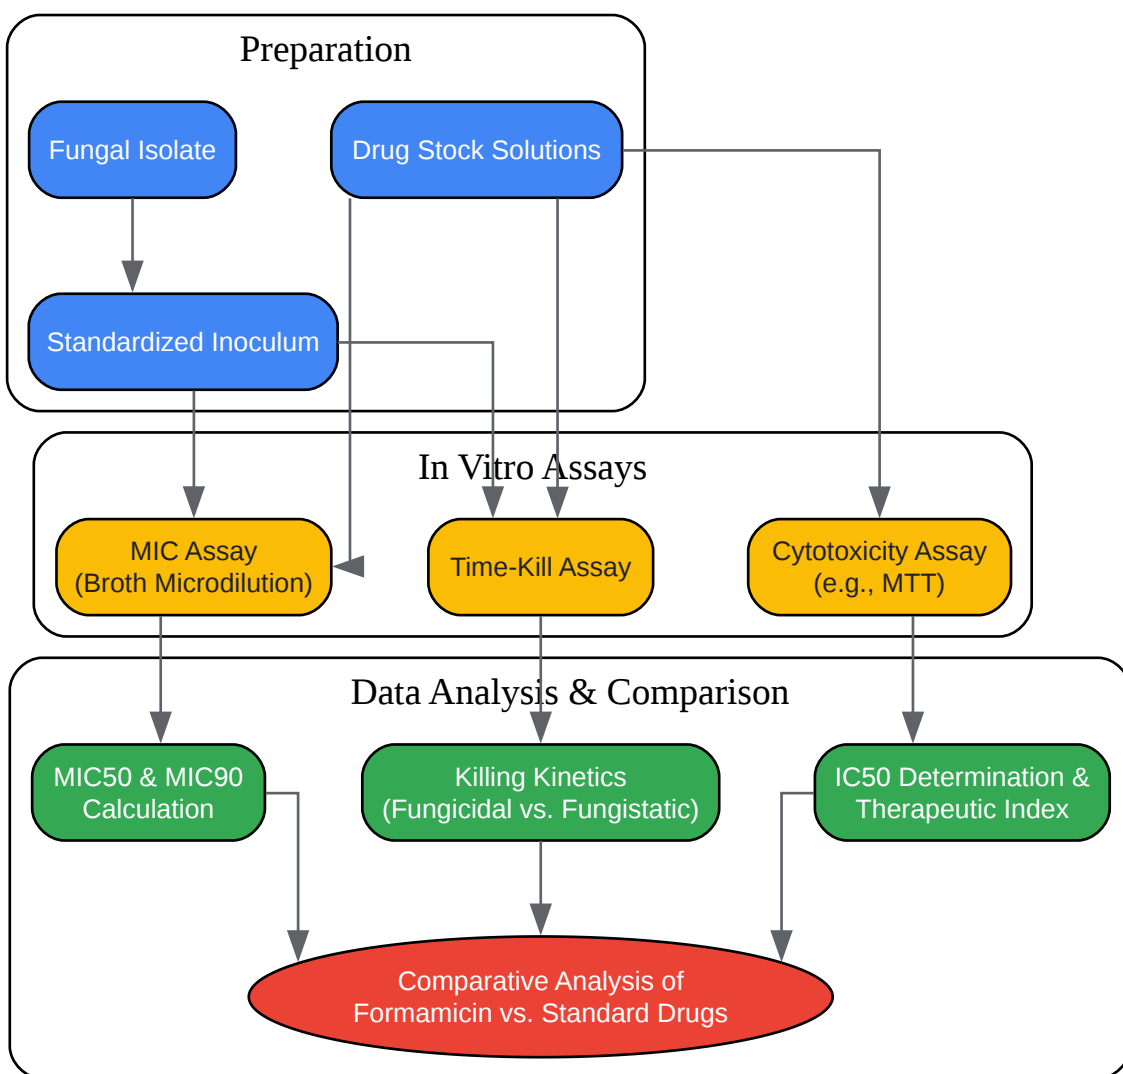 Preparation
Fungal Isolate
Drug Stock Solutions
Standardized Inoculum
In Vitro Assays
MIC Assay
(Broth Microdilution)
Time-Kill Assay
Cytotoxicity Assay
(e.g., MTT)
Data Analysis & Comparison
MIC50 & MIC90
Calculation
Killing Kinetics
(Fungicidal vs. Fungistatic)
IC50 Determination &
Therapeutic Index
Comparative Analysis of
Formamicin vs. Standard Drugs